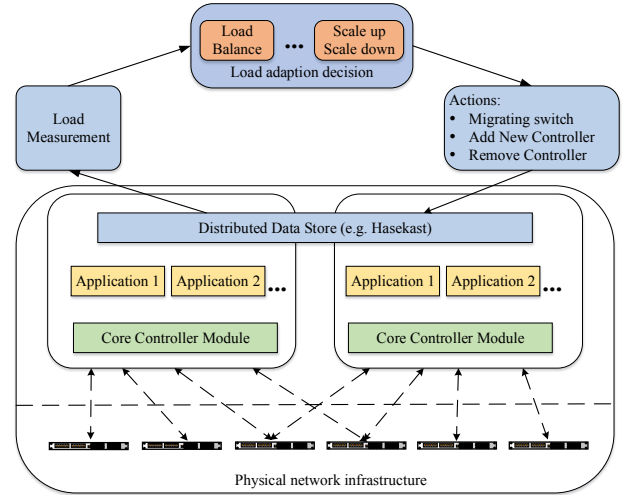 Load
Balance
...
Scale up
Scale down
Load adaption decision
Load
Measurement
Actions:
• Migrating switch
• Add New Controller
• Remove Controller
Distributed Data Store (e.g. Hasekast)
Application 1
Application 2
...
Application 1
Application 2
...
Core Controller Module
Core Controller Module
Physical network infrastructure